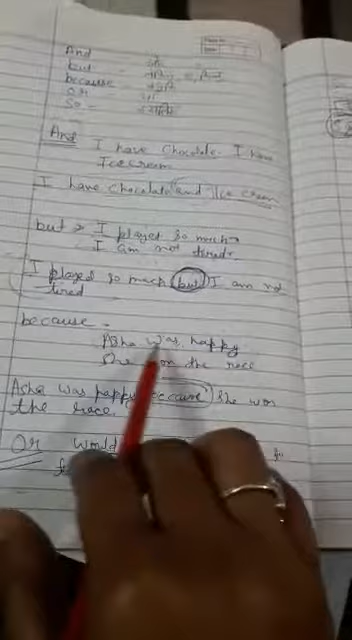 And
but
because
or
So
And I have chocolate. I have
Icecream
I have chocolate and Ice cream
but → I played so much
I am not tired.
I played so much but I am not
tired
because -
Asha was happy
She won the race
Asha was happy because She won
the race.
Or Would